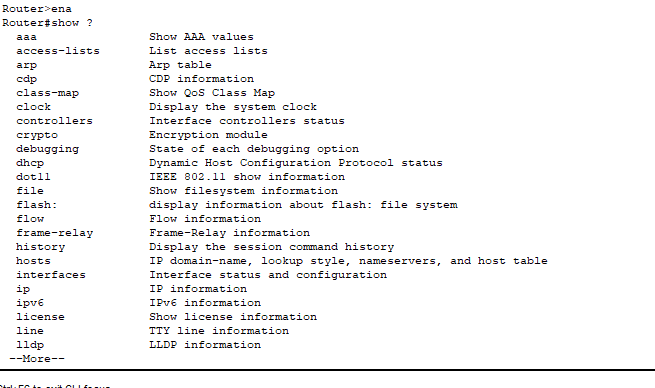 Router>ena
Router#show ?
aaa Show AAA values
access-lists List access lists
arp Arp table
cdp CDP information
class-map Show QoS Class Map
clock Display the system clock
controllers Interface controllers status
crypto Encryption module
debugging State of each debugging option
dhcp Dynamic Host Configuration Protocol status
dot11 IEEE 802.11 show information
file Show filesystem information
flash: display information about flash: file system
flow Flow information
frame-relay Frame-Relay information
history Display the session command history
hosts IP domain-name, lookup style, nameservers, and host table
interfaces Interface status and configuration
ip IP information
ipv6 IPv6 information
license Show license information
line TTY line information
lldp LLDP information
--More--